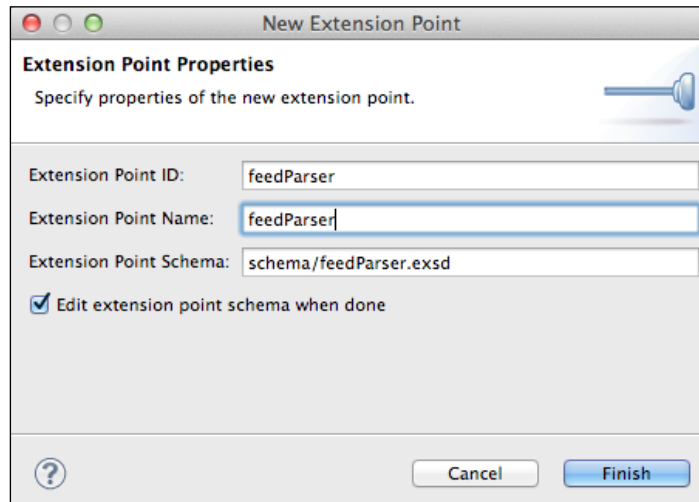 New Extension Point
Extension Point Properties
Specify properties of the new extension point.
Extension Point ID: feedParser
Extension Point Name: feedParser
Extension Point Schema: schema/feedParser.exsd
Edit extension point schema when done
? Cancel Finish